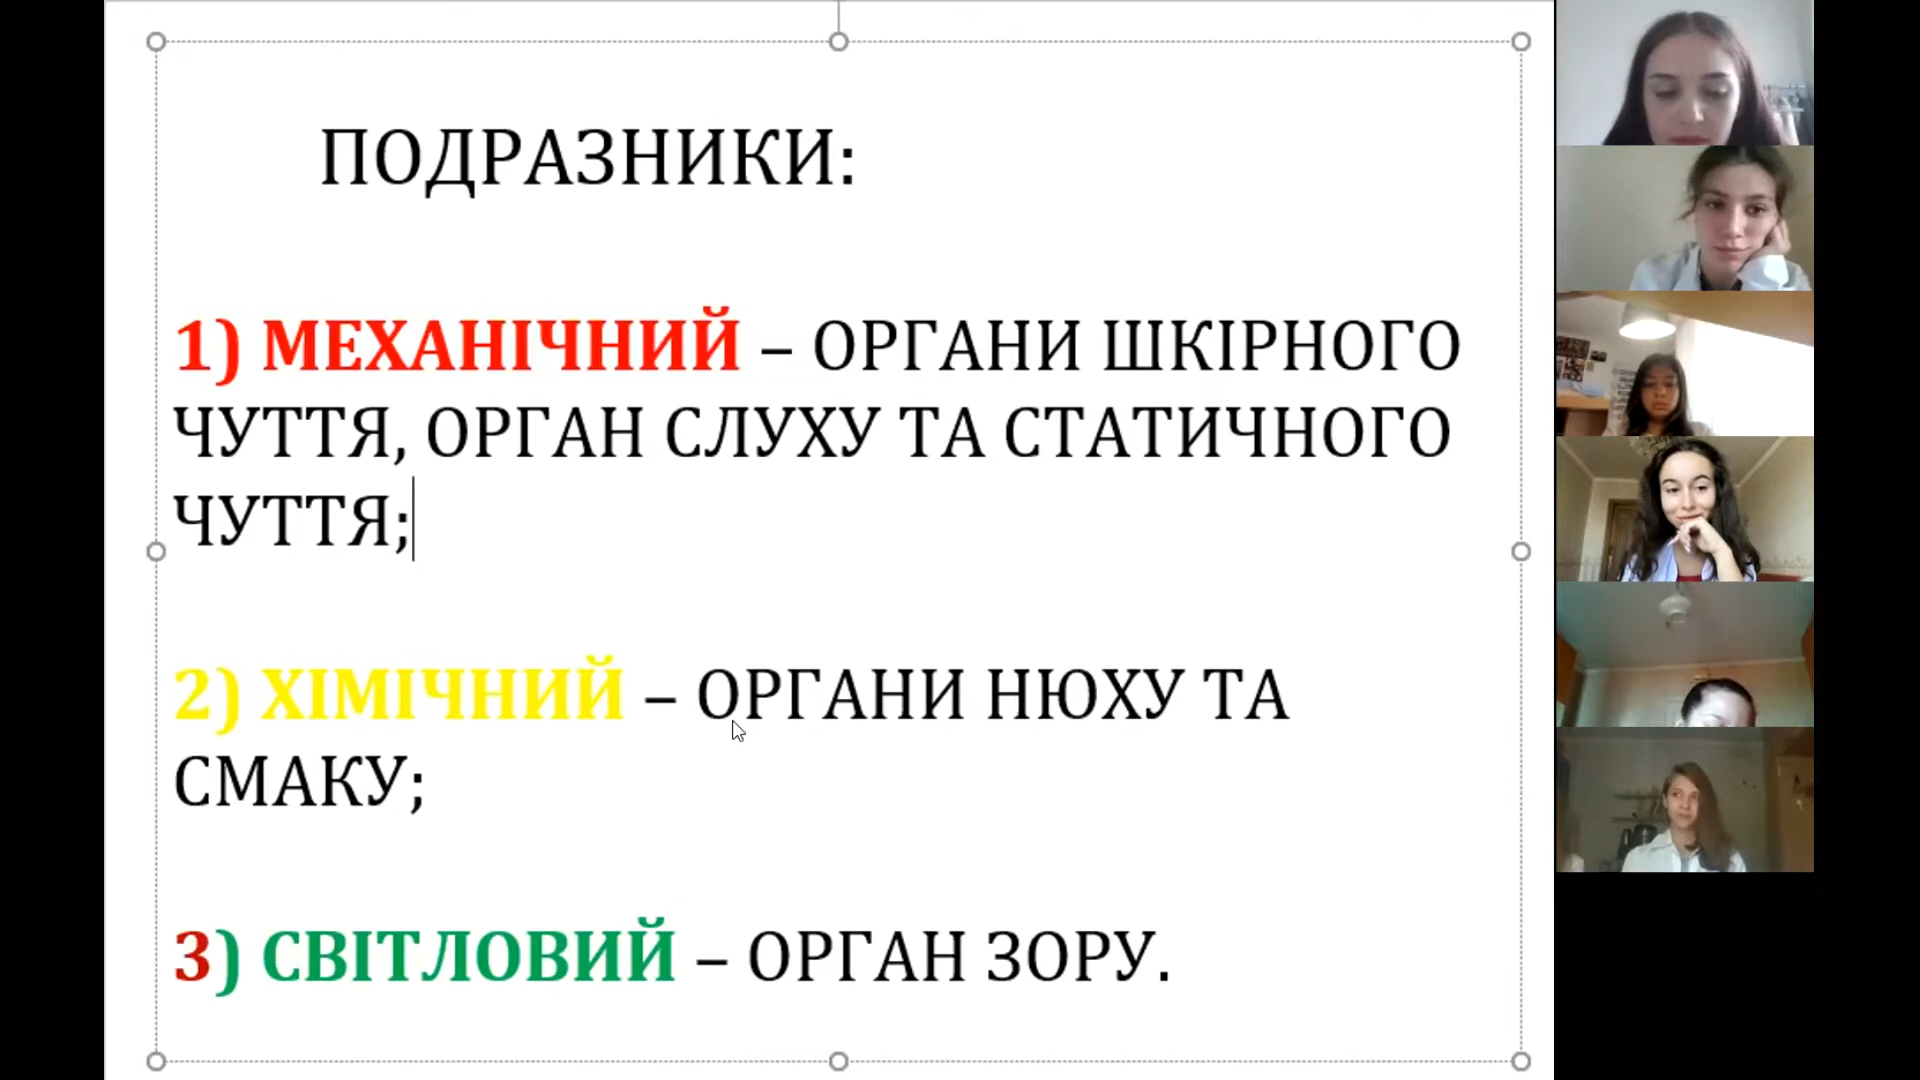 ПОДРАЗНИКИ:
1) МЕХАНІЧНИЙ – ОРГАНИ ШКІРНОГО
ЧУТТЯ, ОРГАН СЛУХУ ТА СТАТИЧНОГО
ЧУТТЯ;
2) ХІМІЧНИЙ – ОРГАНИ НЮХУ ТА
СМАКУ;
3) СВІТЛОВИЙ – ОРГАН ЗОРУ.